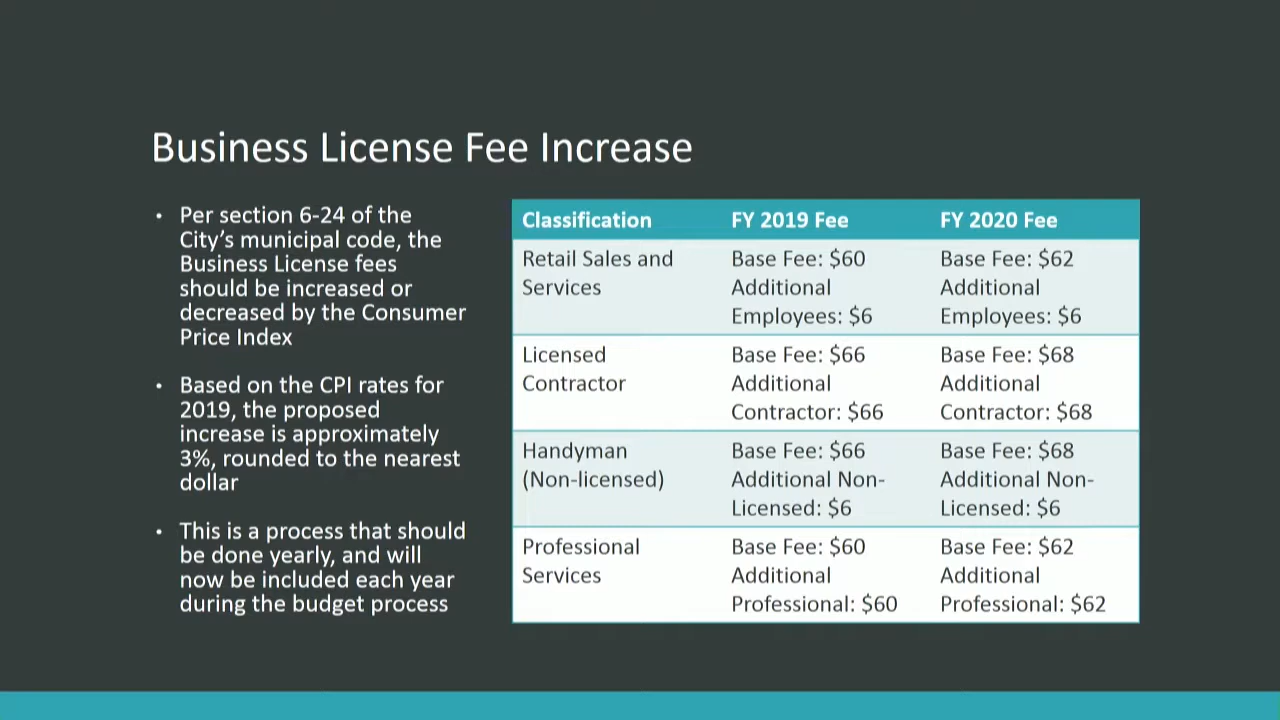 Business License Fee Increase
• Per section 6-24 of the
City’s municipal code, the
Business License fees
should be increased or
decreased by the Consumer
Price Index
• Based on the CPI rates for
2019, the proposed
increase is approximately
3%, rounded to the nearest
dollar
• This is a process that should
be done yearly, and will
now be included each year
during the budget process
Classification FY 2019 Fee FY 2020 Fee
Retail Sales and Base Fee: $60 Base Fee: $62
Services Additional Additional
Employees: $6 Employees: $6
Licensed Base Fee: $66 Base Fee: $68
Contractor Additional Additional
Contractor: $66 Contractor: $68
Handyman Base Fee: $66 Base Fee: $68
(Non-licensed) Additional Non- Additional Non-
Licensed: $6 Licensed: $6
Professional Base Fee: $60 Base Fee: $62
Services Additional Additional
Professional: $60 Professional: $62